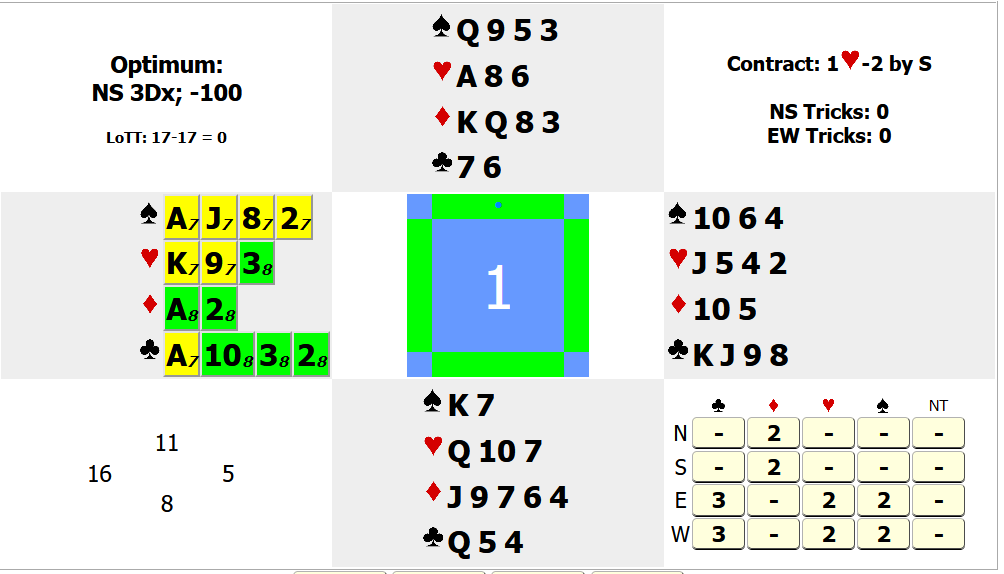 Optimum:
NS 3Dx; -100
LoTT: 17-17 = 0
♠ Q 9 5 3
♥ A 8 6
♦ K Q 8 3
♣ 7 6
Contract: 1♥-2 by S
NS Tricks: 0
EW Tricks: 0
♠ A7 J7 87 27
♥ K7 97 38
♦ A8 28
♣ A7 108 38 28
1
♠ 10 6 4
♥ J 5 4 2
♦ 10 5
♣ K J 9 8
11
16 5
8
♠ K 7
♥ Q 10 7
♦ J 9 7 6 4
♣ Q 5 4
♣ ♦ ♥ ♠ NT
N - 2 - - -
S - 2 - - -
E 3 - 2 2 -
W 3 - 2 2 -